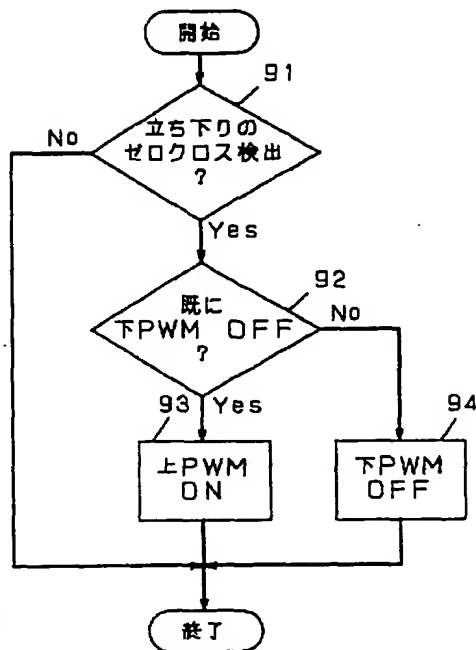 開始
91
立ち下りの
ゼロクロス検出
?
No
Yes
92
既に
下PWM OFF
?
No
Yes
93
上PWM
ON
94
下PWM
OFF
終了